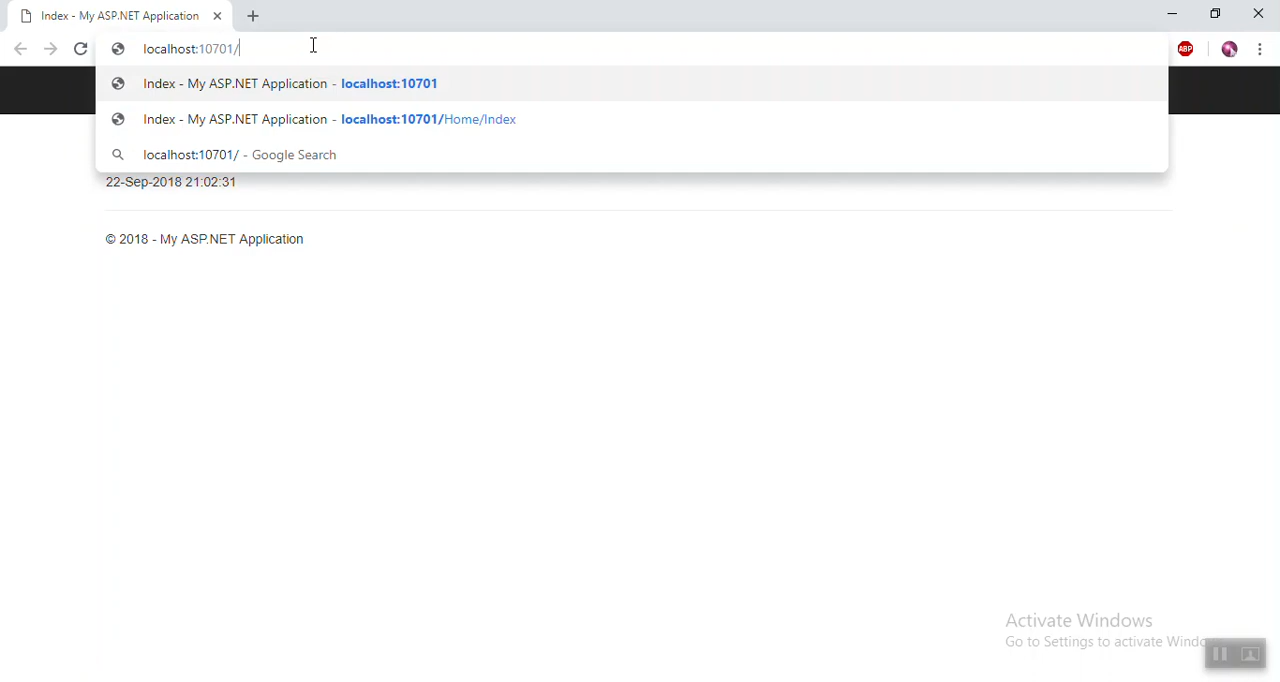 Index - My ASP.NET Application
localhost:10701/
ABP
Index - My ASP.NET Application - localhost:10701
Index - My ASP.NET Application - localhost:10701/Home/Index
localhost:10701/ - Google Search
22-Sep-2018 21:02:31
© 2018 - My ASP.NET Application
Activate Windows
Go to Settings to activate Windo